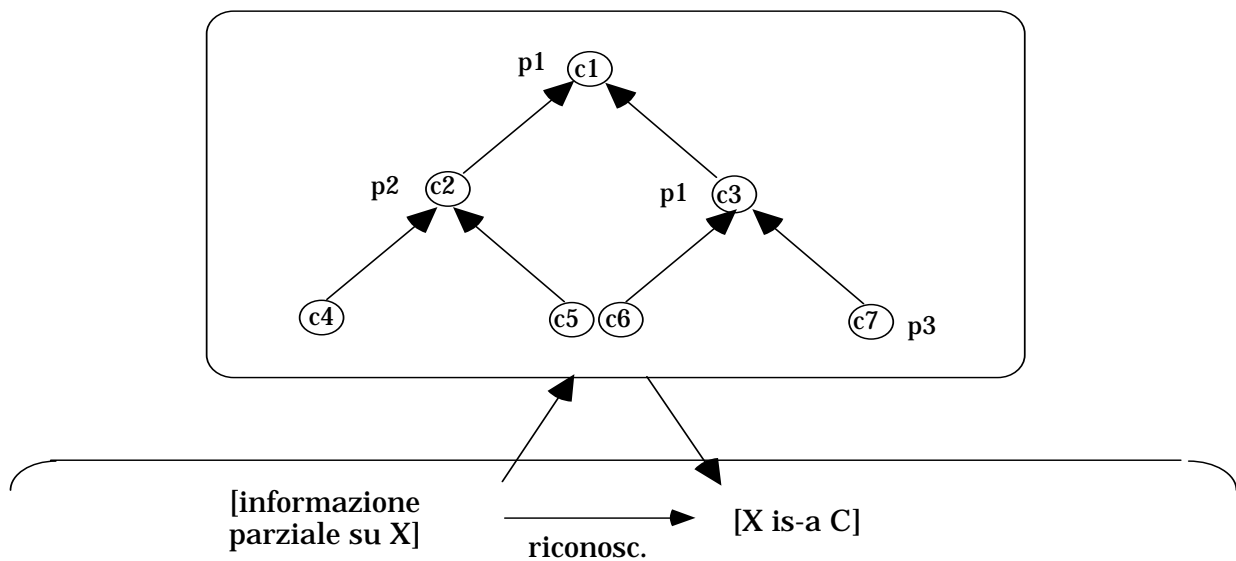 p1 c1
p2 c2 p1 c3
c4 c5 c6 c7 p3
[informazione
parziale su X]
riconosc.
[X is-a C]